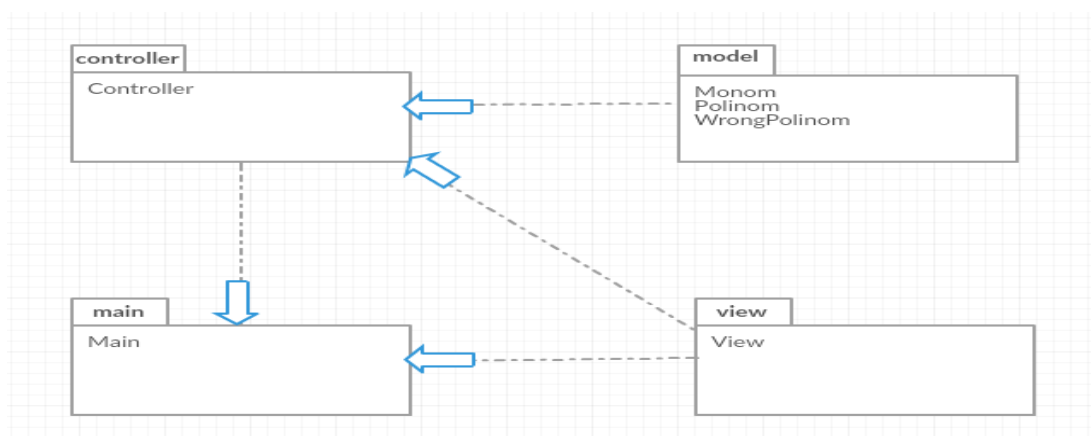 controller
Controller
model
Monom
Polinom
WrongPolinom
main
Main
view
View